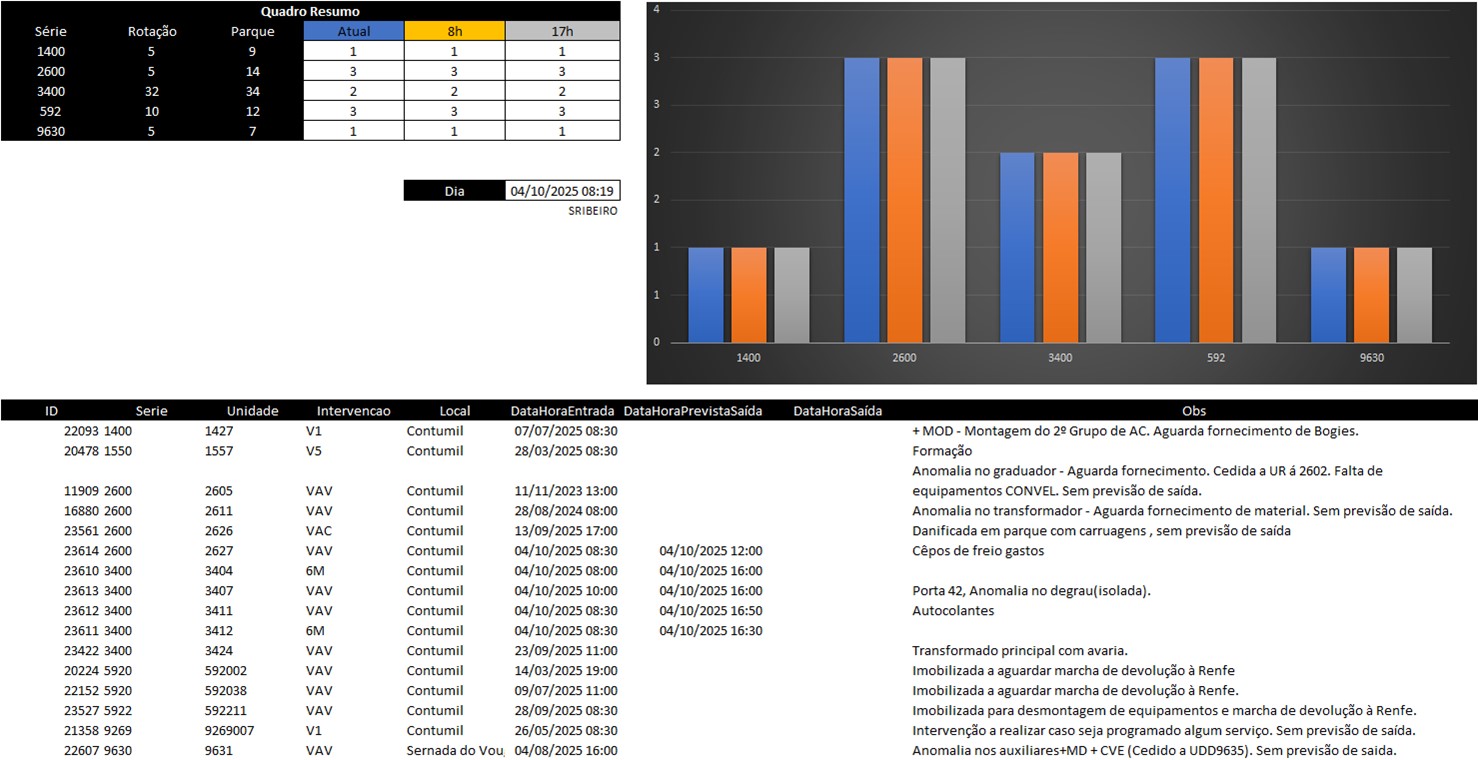 Quadro Resumo
Série Rotação Parque Atual 8h 17h
1400 5 9 1 1 1
2600 5 14 3 3 3
3400 32 34 2 2 2
592 10 12 3 3 3
9630 5 7 1 1 1
Dia 04/10/2025 08:19
SRIBEIRO
4
3
3
2
2
1
1
0
1400 2600 3400 592 9630
ID Serie Unidade Intervencao Local DataHoraEntrada DataHoraPrevistaSaída DataHoraSaída Obs
22093 1400 1427 V1 Contumil 07/07/2025 08:30 + MOD - Montagem do 2º Grupo de AC. Aguarda fornecimento de Bogies.
20478 1550 1557 V5 Contumil 28/03/2025 08:30 Formação
Anomalia no graduador - Aguarda fornecimento. Cedida a UR á 2602. Falta de
11909 2600 2605 VAV Contumil 11/11/2023 13:00 equipamentos CONVEL. Sem previsão de saída.
16880 2600 2611 VAV Contumil 28/08/2024 08:00 Anomalia no transformador - Aguarda fornecimento de material. Sem previsão de saída.
23561 2600 2626 VAC Contumil 13/09/2025 17:00 Danificada em parque com carruagens , sem previsão de saída
23614 2600 2627 VAV Contumil 04/10/2025 08:30 04/10/2025 12:00 Cêpos de freio gastos
23610 3400 3404 6M Contumil 04/10/2025 08:00 04/10/2025 16:00
23613 3400 3407 VAV Contumil 04/10/2025 10:00 04/10/2025 16:00 Porta 42, Anomalia no degrau(isolada).
23612 3400 3411 VAV Contumil 04/10/2025 08:30 04/10/2025 16:50 Autocolantes
23611 3400 3412 6M Contumil 04/10/2025 08:30 04/10/2025 16:30
23422 3400 3424 VAV Contumil 23/09/2025 11:00 Transformado principal com avaria.
20224 5920 592002 VAV Contumil 14/03/2025 19:00 Imobilizada a aguardar marcha de devolução à Renfe
22152 5920 592038 VAV Contumil 09/07/2025 11:00 Imobilizada a aguardar marcha de devolução à Renfe.
23527 5922 592211 VAV Contumil 28/09/2025 08:30 Imobilizada para desmontagem de equipamentos e marcha de devolução à Renfe.
21358 9269 9269007 V1 Contumil 26/05/2025 08:30 Intervenção a realizar caso seja programado algum serviço. Sem previsão de saída.
22607 9630 9631 VAV Sernada do Vou 04/08/2025 16:00 Anomalia nos auxiliares+MD + CVE (Cedido a UDD9635). Sem previsão de saida.